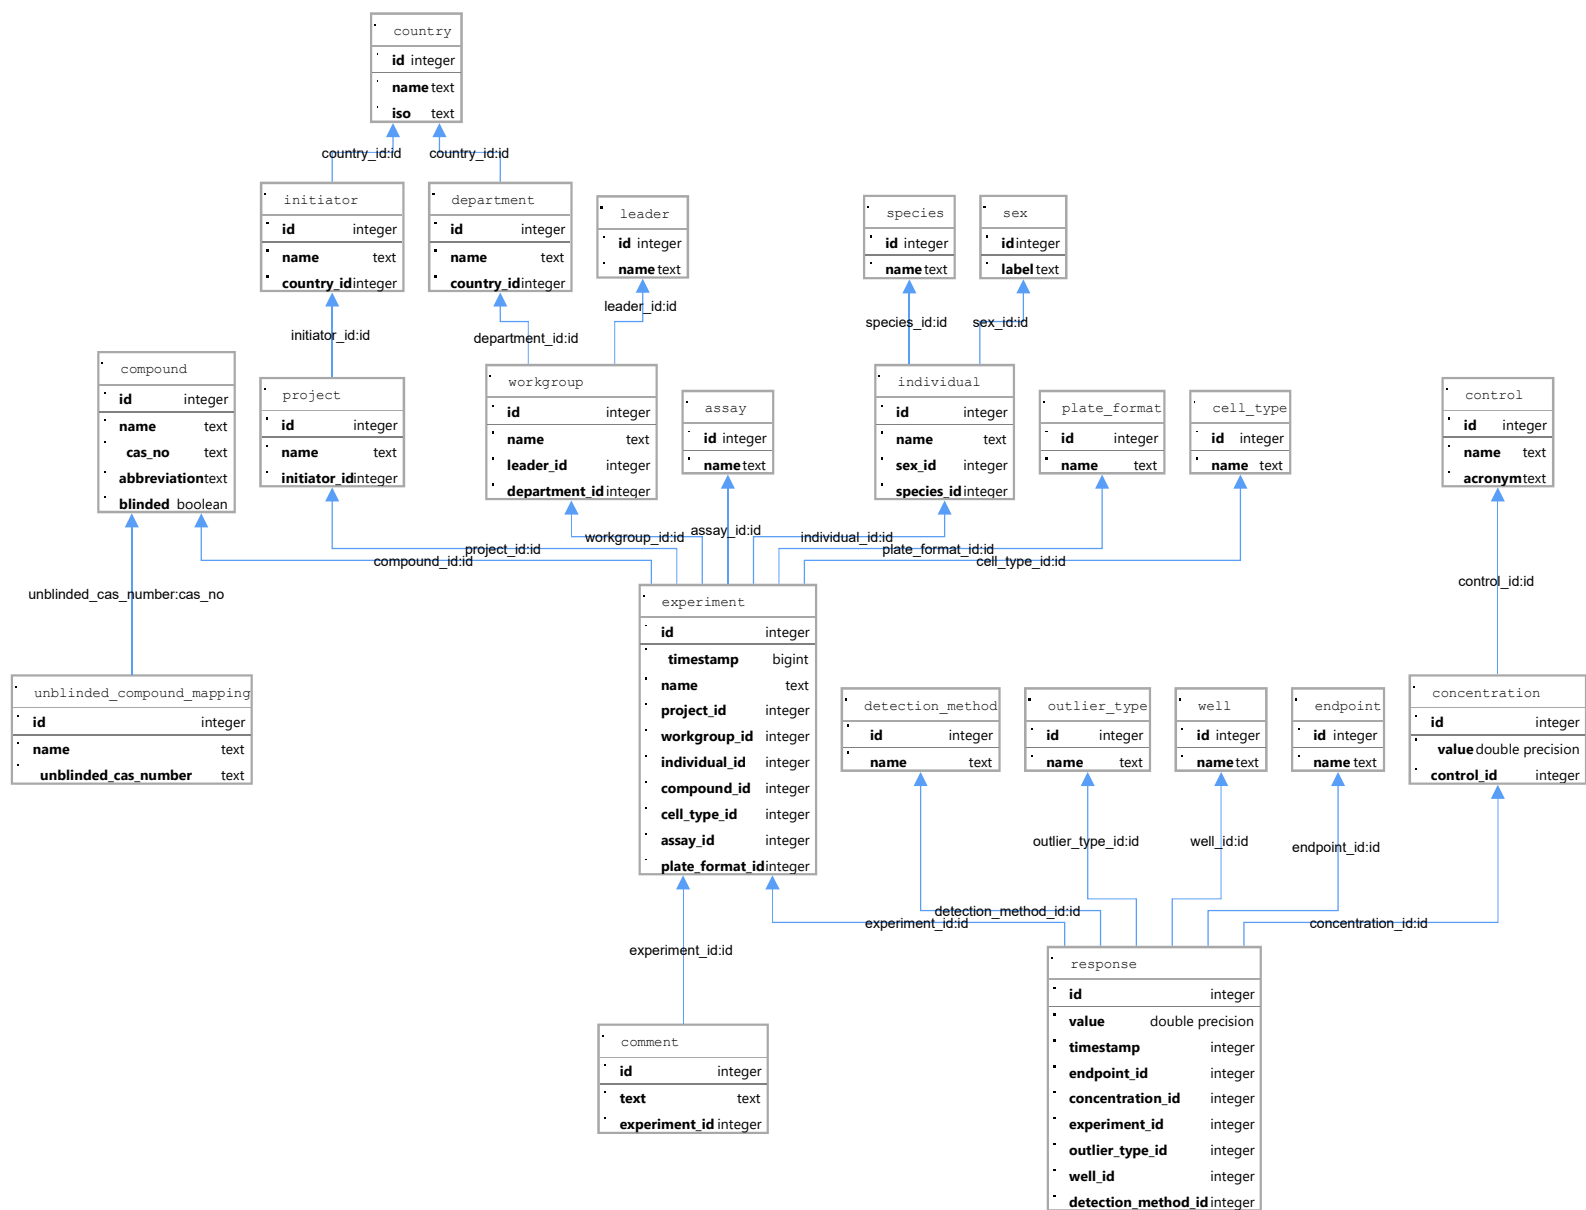 country
id integer
name text
iso text
country_id:id
country_id:id
initiator
id integer
name text
country_id integer
department
id integer
name text
country_id integer
leader
id integer
name text
species
id integer
name text
sex
id integer
label text
initiator_id:id
department_id:id
leader_id:id
species_id:id
sex_id:id
compound
id integer
name text
cas_no text
abbreviation text
blinded boolean
project
id integer
name text
initiator_id integer
workgroup
id integer
name text
leader_id integer
department_id integer
assay
id integer
name text
individual
id integer
name text
sex_id integer
species_id integer
plate_format
id integer
name text
cell_type
id integer
name text
control
id integer
name text
acronym text
project_id:id
compound_id:id
workgroup_id:id
assay_id:id
individual_id:id
plate_format_id:id
cell_type_id:id
unblinded_cas_number:cas_no
control_id:id
experiment
id integer
timestamp bigint
name text
project_id integer
workgroup_id integer
individual_id integer
compound_id integer
cell_type_id integer
assay_id integer
plate_format_id integer
unblinded_compound_mapping
id integer
name text
unblinded_cas_number text
detection_method
id integer
name text
outlier_type
id integer
name text
well
id integer
name text
endpoint
id integer
name text
concentration
id integer
value double precision
control_id integer
outlier_type_id:id
well_id:id
endpoint_id:id
detection_method_id:id
experiment_id:id
concentration_id:id
experiment_id:id
comment
id integer
text text
experiment_id integer
response
id integer
value double precision
timestamp integer
endpoint_id integer
concentration_id integer
experiment_id integer
outlier_type_id integer
well_id integer
detection_method_id integer